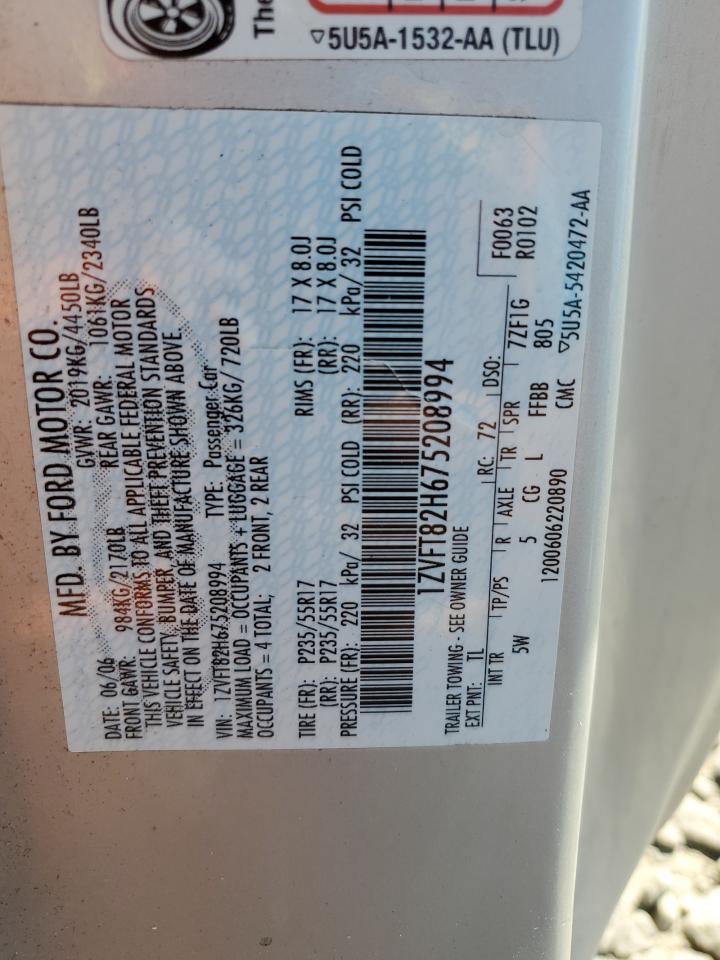 The
▽5U5A-1532-AA (TLU)
MFD. BY FORD MOTOR CO.
DATE: 06/06 GVWR: 2019KG/4450LB
FRONT GAWR: 984KG/2170LB REAR GAWR: 1061KG/2340LB
THIS VEHICLE CONFORMS TO ALL APPLICABLE FEDERAL MOTOR
VEHICLE SAFETY, BUMPER, AND THEFT PREVENTION STANDARDS
IN EFFECT ON THE DATE OF MANUFACTURE SHOWN ABOVE.
VIN: 1ZVFT82H675208994 TYPE: Passenger Car
MAXIMUM LOAD = OCCUPANTS + LUGGAGE = 326KG/ 720LB
OCCUPANTS = 4 TOTAL; 2 FRONT, 2 REAR
TIRE (FR): P235/55R17 RIMS (FR): 17 X 8.0J
(RR): P235/55R17 (RR): 17 X 8.0J
PRESSURE (FR): 220 kPa/ 32 PSI COLD (RR): 220 kPa/ 32 PSI COLD
1ZVFT82H675208994
TRAILER TOWING - SEE OWNER GUIDE F0063
EXT PNT: TL RC: 72 DSO: R0102
INT TR TP/PS R AXLE TR SPR 7ZF1G
5W 5 CG L FFBB 805
1200606220890 CMC ▽5U5A-5420472-AA